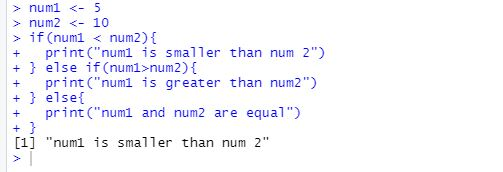 > num1 <- 5
> num2 <- 10
> if(num1 < num2){
+   print("num1 is smaller than num 2")
+ } else if(num1>num2){
+   print("num1 is greater than num2")
+ } else{
+   print("num1 and num2 are equal")
+ }
[1] "num1 is smaller than num 2"
>